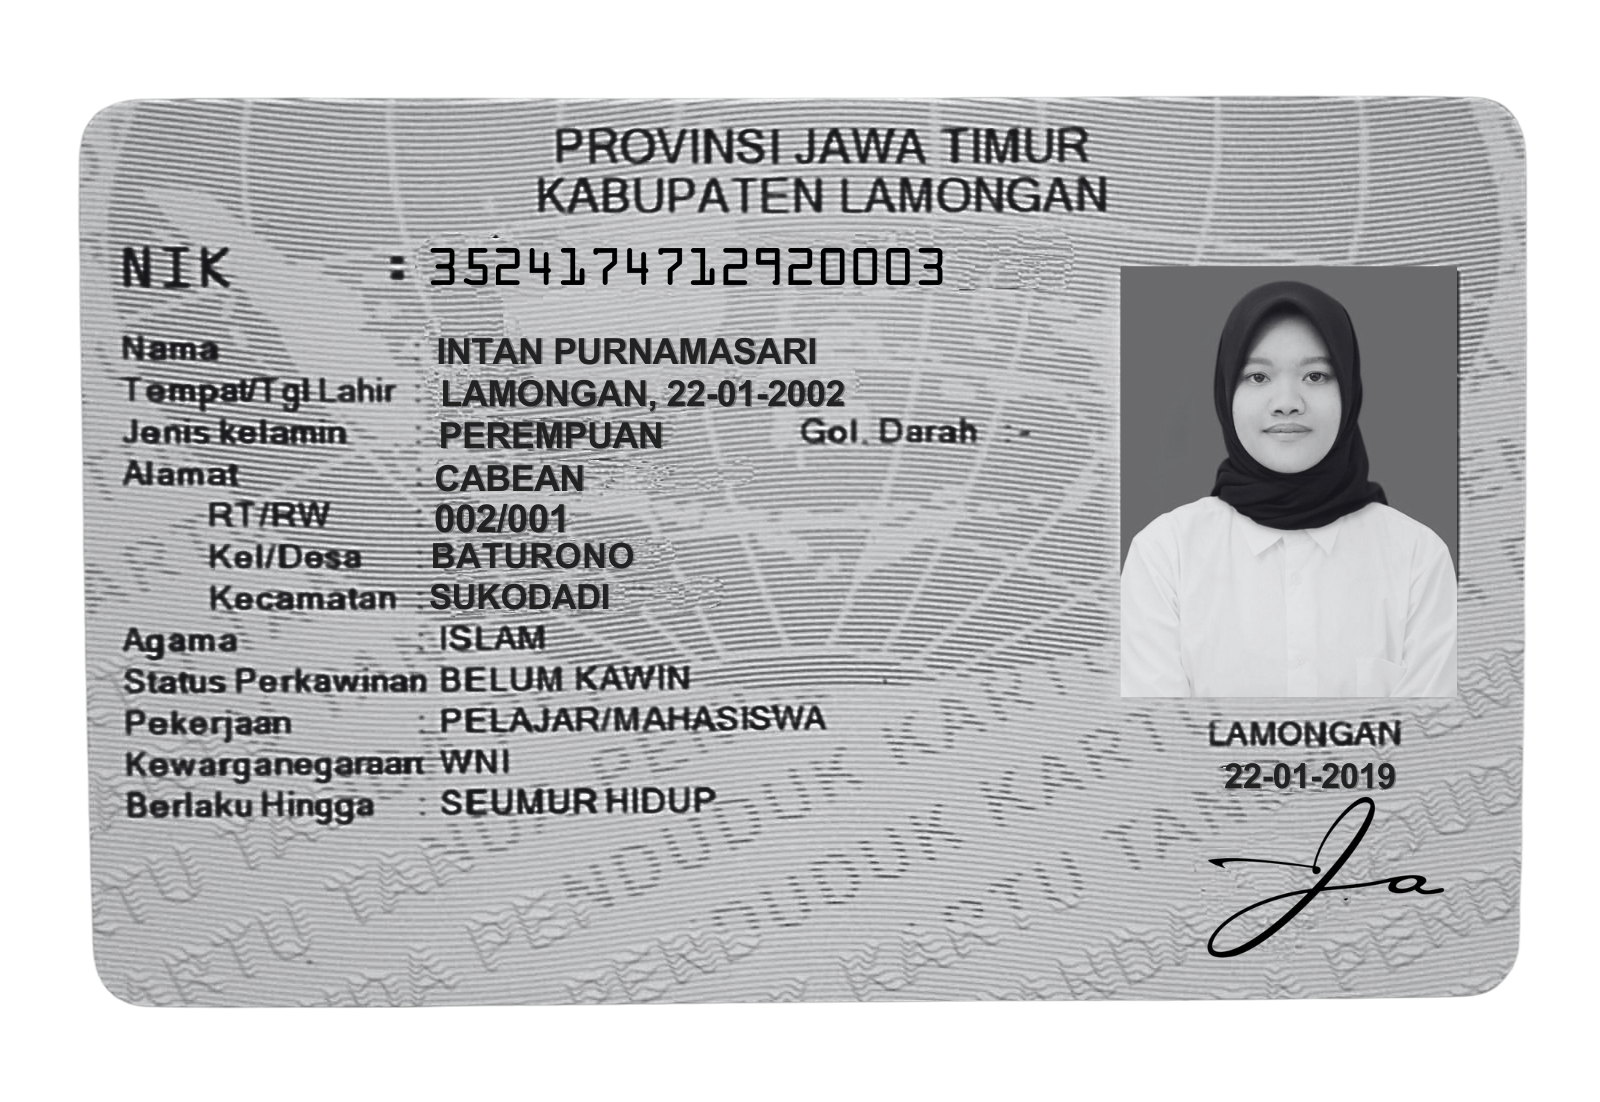 PROVINSI JAWA TIMUR
KABUPATEN LAMONGAN
NIK : 3524174712920003
Nama : INTAN PURNAMASARI
Tempat/Tgl Lahir : LAMONGAN, 22-01-2002
Jenis kelamin : PEREMPUAN Gol. Darah : -
Alamat : CABEAN
RT/RW : 002/001
Kel/Desa : BATURONO
Kecamatan : SUKODADI
Agama : ISLAM
Status Perkawinan BELUM KAWIN
Pekerjaan : PELAJAR/MAHASISWA
Kewarganegaraan WNI
Berlaku Hingga : SEUMUR HIDUP
LAMONGAN
22-01-2019